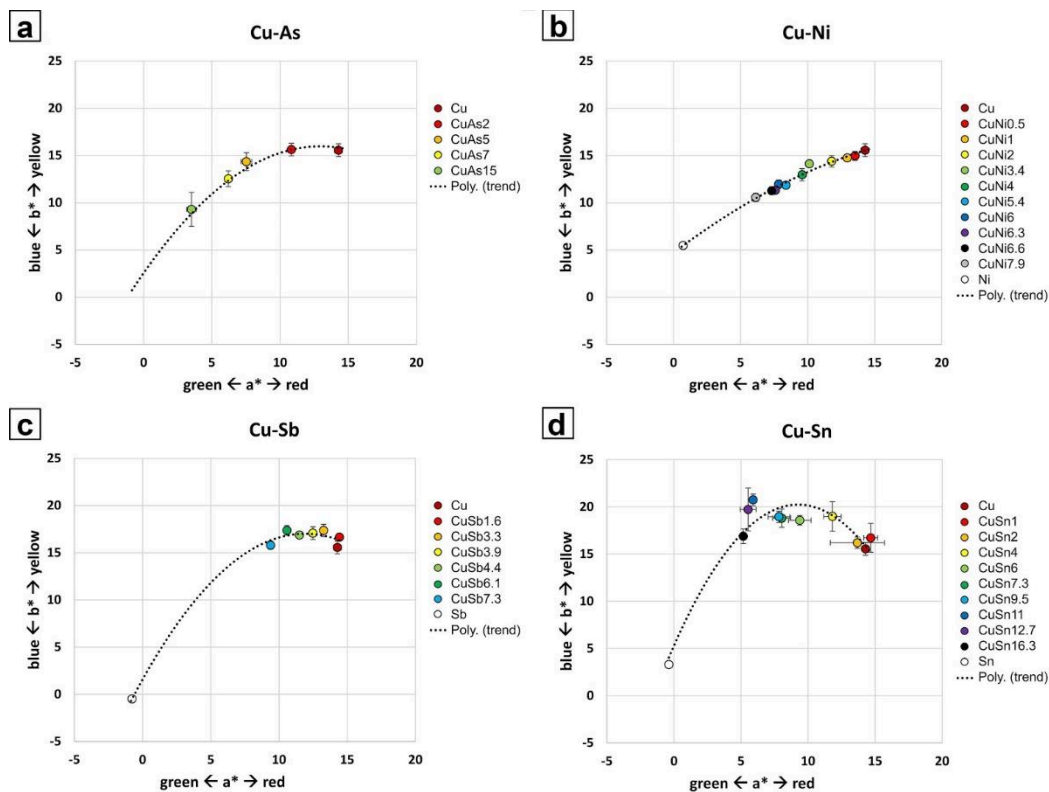 a
Cu-As
25
20
15
10
5
0
-5
-5 0 5 10 15 20
blue ← b* → yellow
green ← a* → red
Cu
CuAs2
CuAs5
CuAs7
CuAs15
Poly. (trend)
b
Cu-Ni
25
20
15
10
5
0
-5
-5 0 5 10 15 20
blue ← b* → yellow
green ← a* → red
Cu
CuNi0.5
CuNi1
CuNi2
CuNi3.4
CuNi4
CuNi5.4
CuNi6
CuNi6.3
CuNi6.6
CuNi7.9
Ni
Poly. (trend)
c
Cu-Sb
25
20
15
10
5
0
-5
-5 0 5 10 15 20
blue ← b* → yellow
green ← a* → red
Cu
CuSb1.6
CuSb3.3
CuSb3.9
CuSb4.4
CuSb6.1
CuSb7.3
Sb
Poly. (trend)
d
Cu-Sn
25
20
15
10
5
0
-5
-5 0 5 10 15 20
blue ← b* → yellow
green ← a* → red
Cu
CuSn1
CuSn2
CuSn4
CuSn6
CuSn7.3
CuSn9.5
CuSn11
CuSn12.7
CuSn16.3
Sn
Poly. (trend)